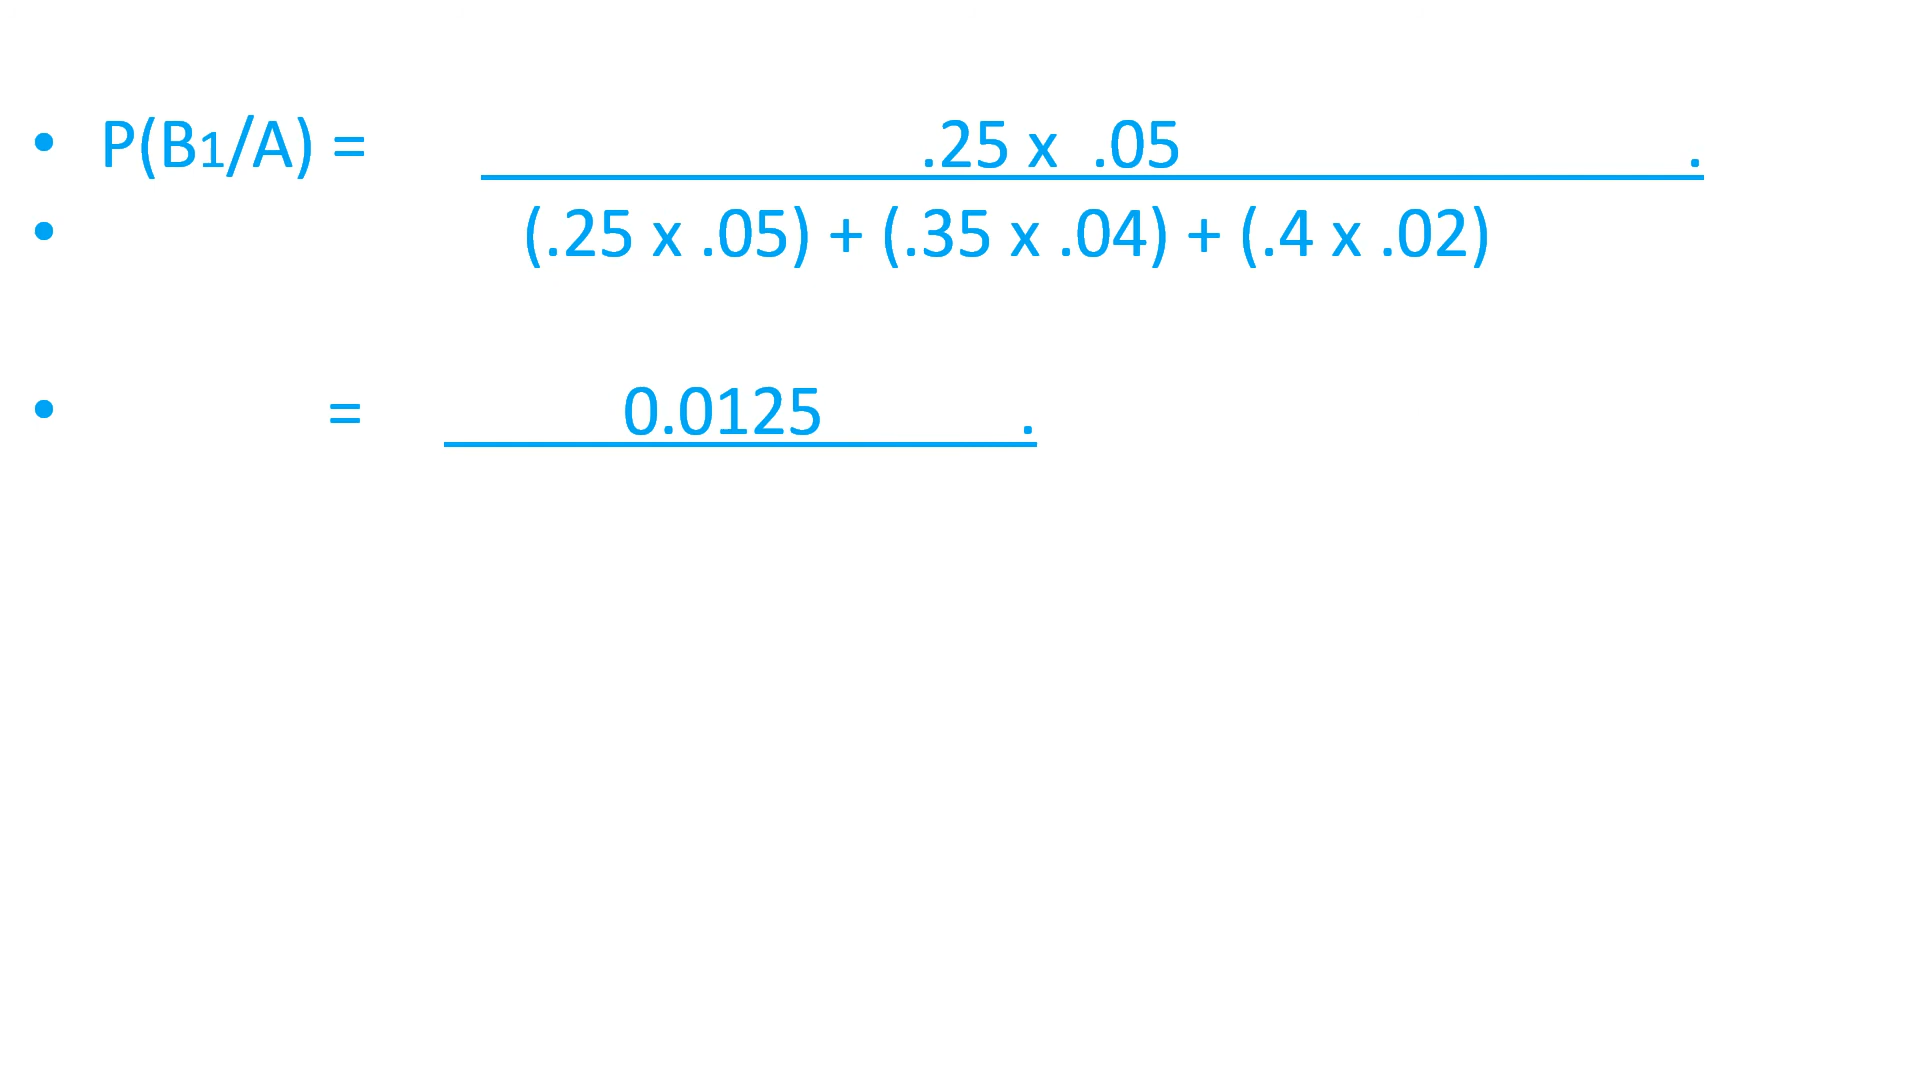 • P(B1/A) = .25 x .05 .
• (.25 x .05) + (.35 x .04) + (.4 x .02)
• = 0.0125 .